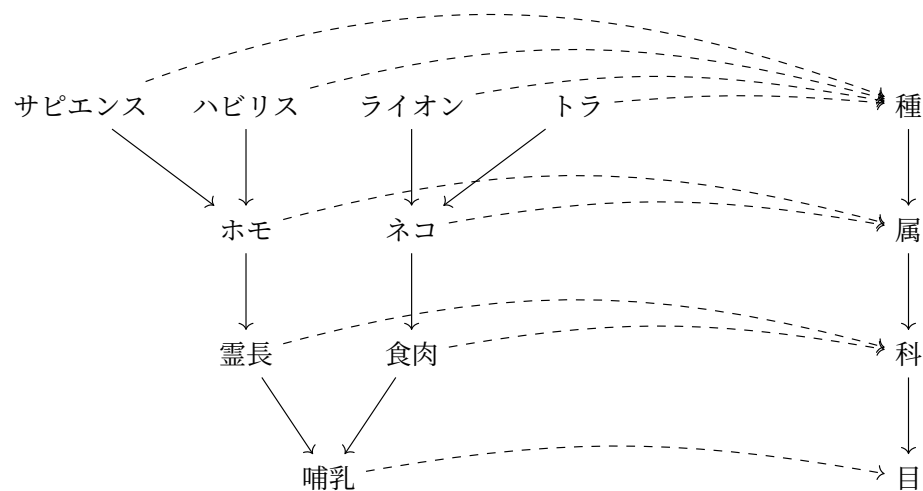 サピエンス ハビリス ライオン トラ 種
ホモ ネコ 属
霊長 食肉 科
哺乳 目